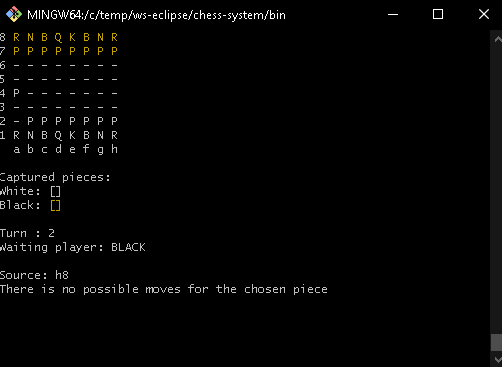 MINGW64:/c/temp/ws-eclipse/chess-system/bin
8 R N B Q K B N R
7 P P P P P P P P
6 - - - - - - - -
5 - - - - - - - -
4 P - - - - - - -
3 - - - - - - - -
2 - P P P P P P P
1 R N B Q K B N R
a b c d e f g h
Captured pieces:
White: []
Black: []
Turn : 2
Waiting player: BLACK
Source: h8
There is no possible moves for the chosen piece